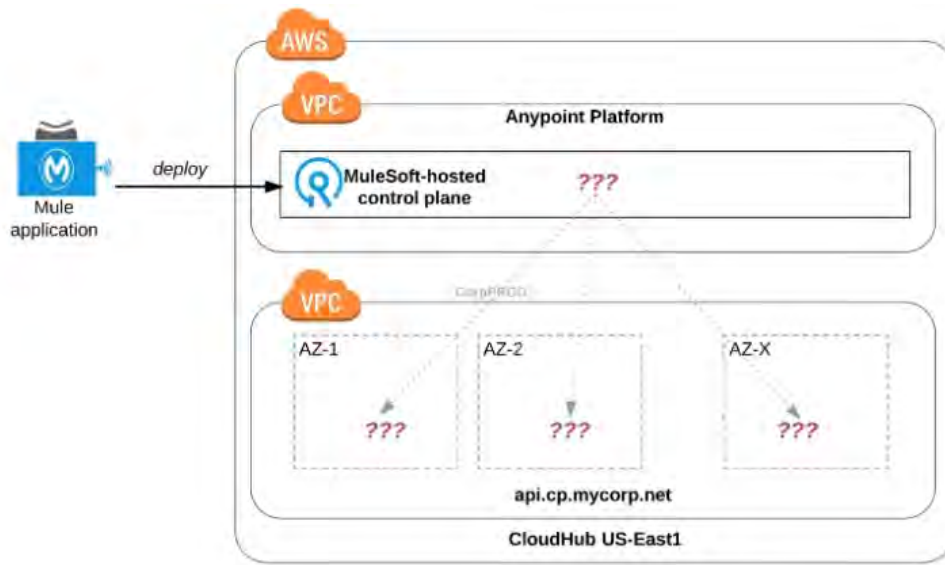 AWS
VPC
Anypoint Platform
deploy
MuleSoft-hosted
control plane
???
M
Mule
application
VPC
CorpPROD
AZ-1
AZ-2
AZ-X
???
???
???
api.cp.mycorp.net
CloudHub US-East1